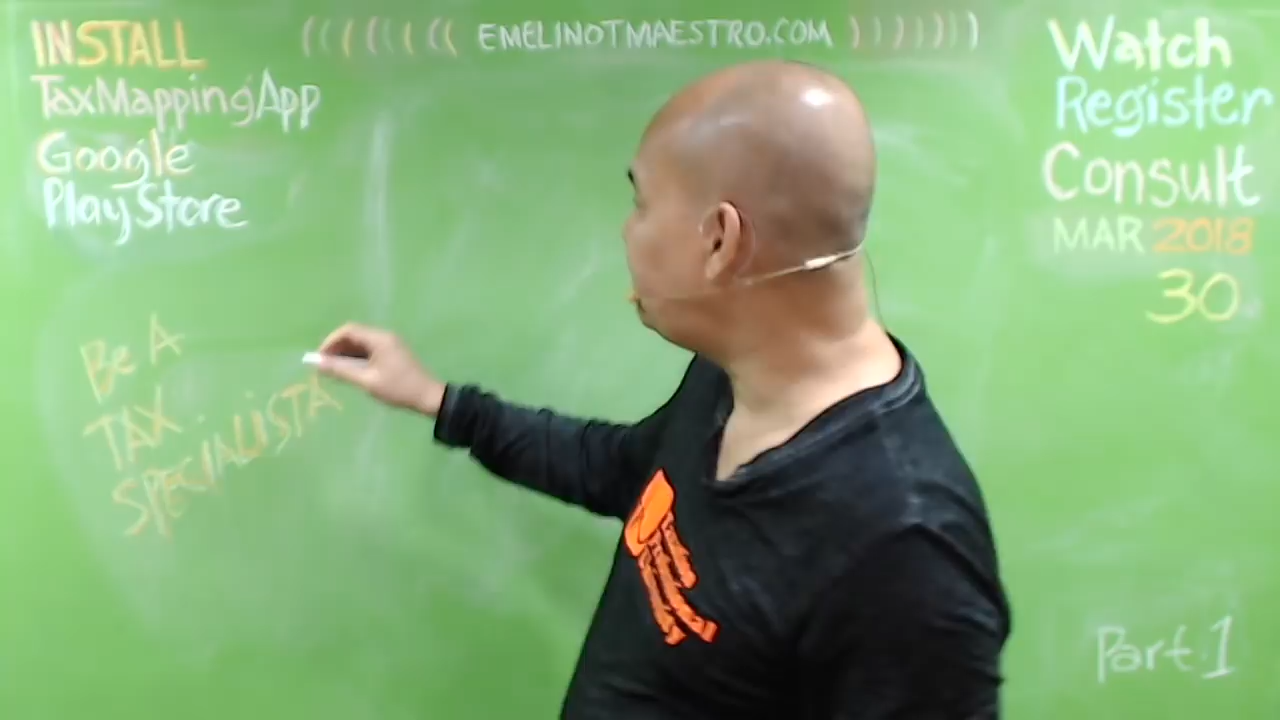 INSTALL
TaxMappingApp
Google
PlayStore
(((((((( EMELINOTMAESTRO.COM ))))))))
Watch
Register
Consult
MAR 2018
30
Be A
TAX
SPECIALISTA
Part 1